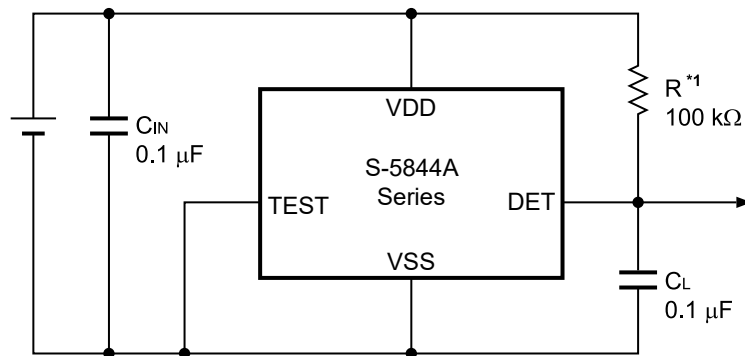 VDD
R*1
100 kΩ
CIN
0.1 µF
S-5844A
Series
TEST
DET
VSS
CL
0.1 µF